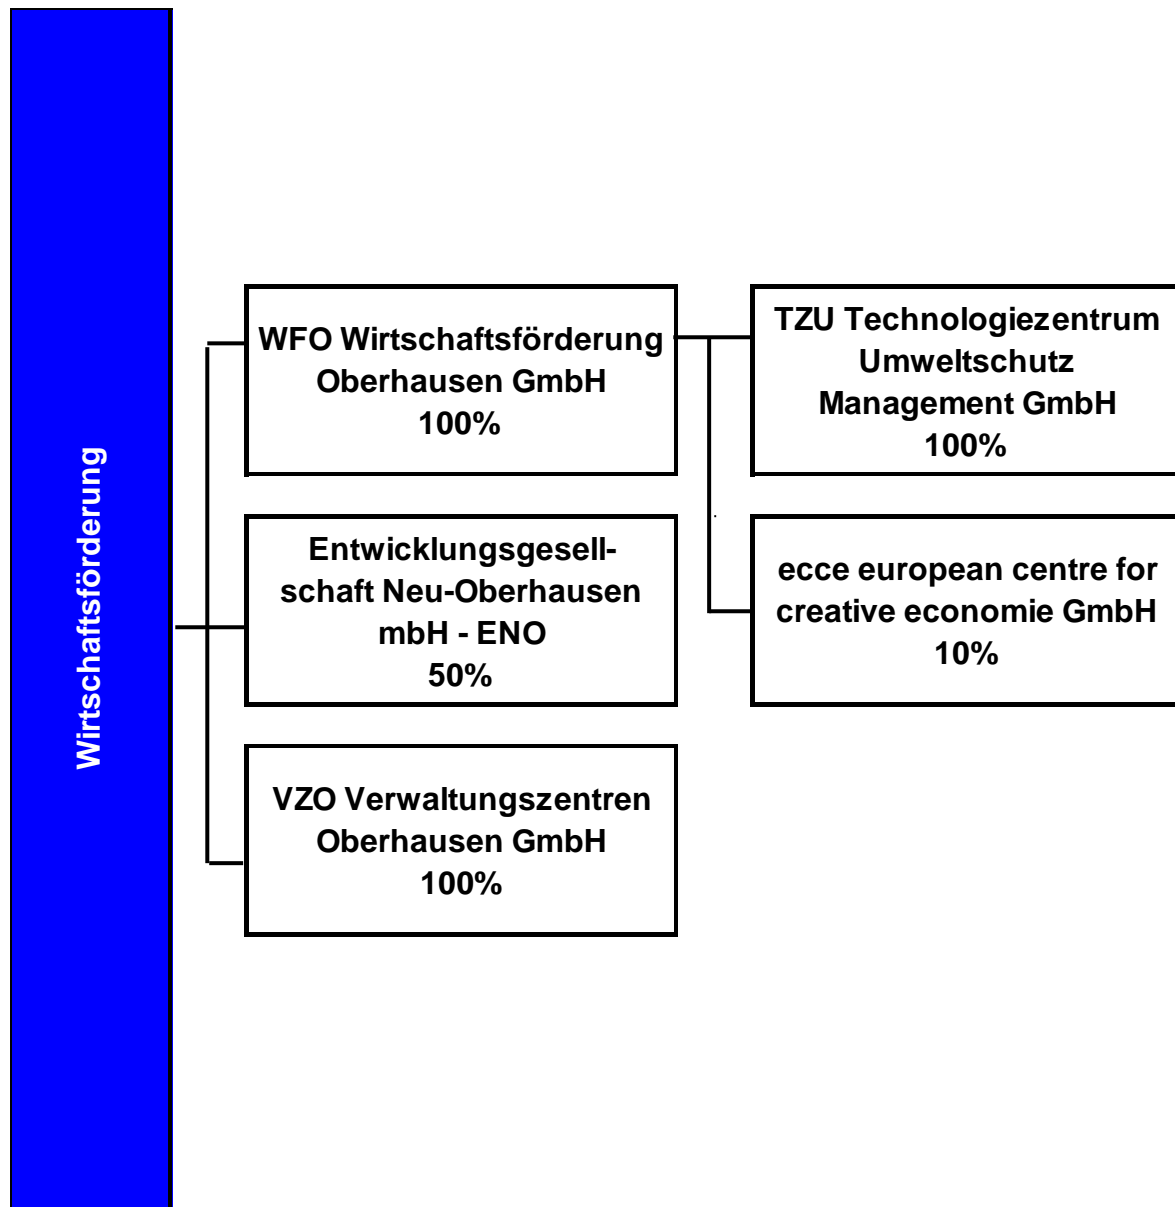 Wirtschaftsförderung
WFO Wirtschaftsförderung
Oberhausen GmbH
100%
TZU Technologiezentrum
Umweltschutz
Management GmbH
100%
Entwicklungsgesell-
schaft Neu-Oberhausen
mbH - ENO
50%
ecce european centre for
creative economie GmbH
10%
VZO Verwaltungszentren
Oberhausen GmbH
100%